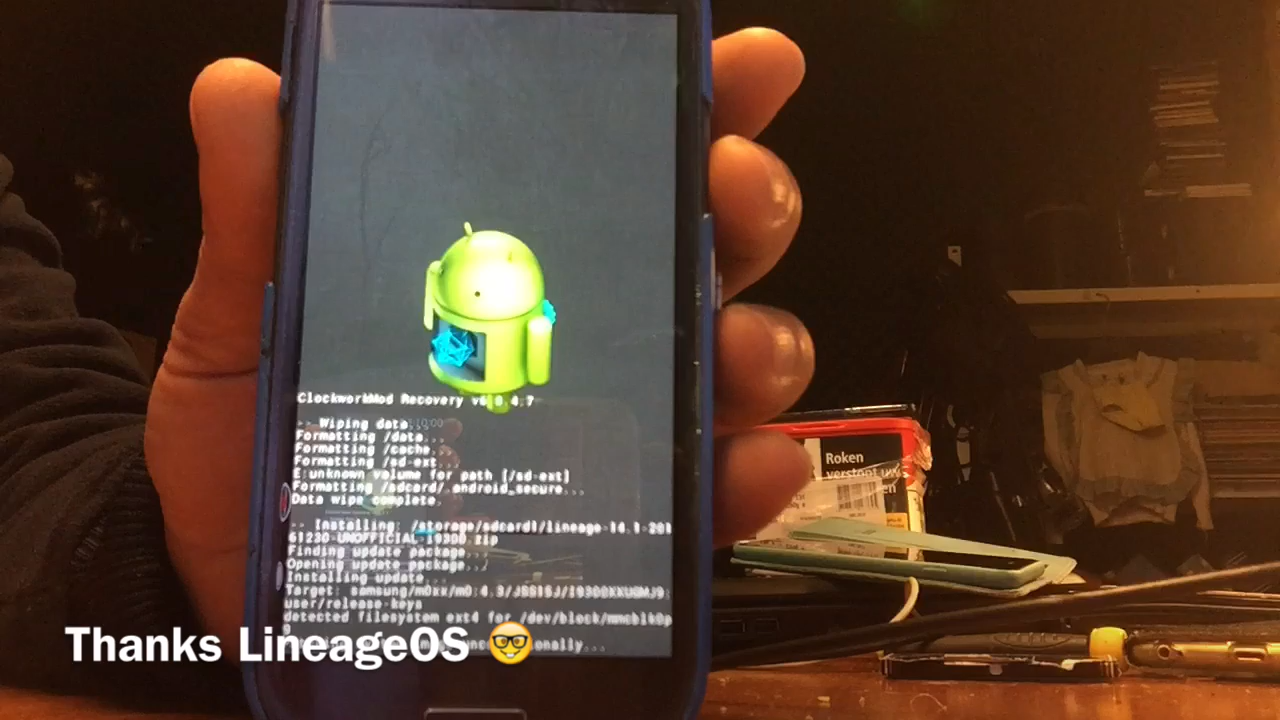 ClockworkMod Recovery v6.0.4.7
-- Wiping data...
Formatting /data...
Formatting /cache...
Formatting /sd-ext...
E:unknown volume for path [/sd-ext]
Formatting /sdcard/.android_secure...
Data wipe complete.
-- Installing: /storage/sdcard1/lineage-14.1-201
61230-UNOFFICIAL-i9300.zip
Finding update package...
Opening update package...
Installing update...
Target: samsung/m0xx/m0:4.3/JSS15J/I9300XXUGMJ9:
user/release-keys
detected filesystem ext4 for /dev/block/mmcblk0p
9
Thanks LineageOS 🤓
Roken
verstopt uw